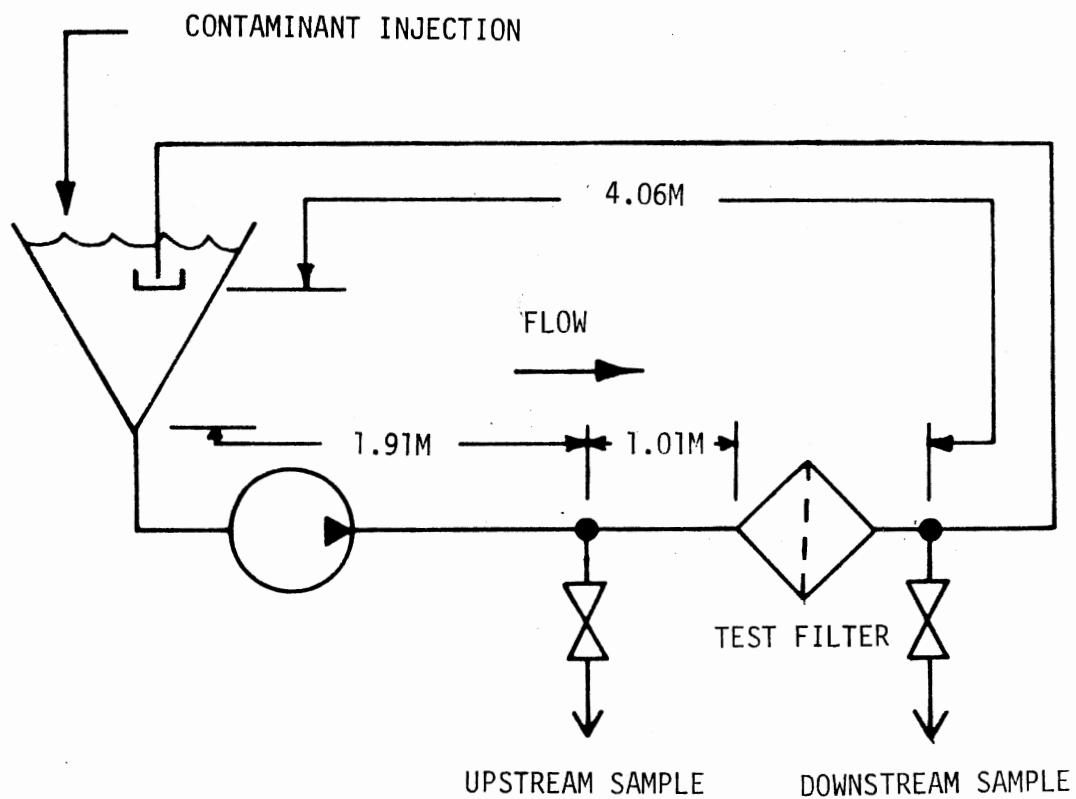 CONTAMINANT INJECTION
4.06M
FLOW
1.91M
1.01M
TEST FILTER
UPSTREAM SAMPLE
DOWNSTREAM SAMPLE